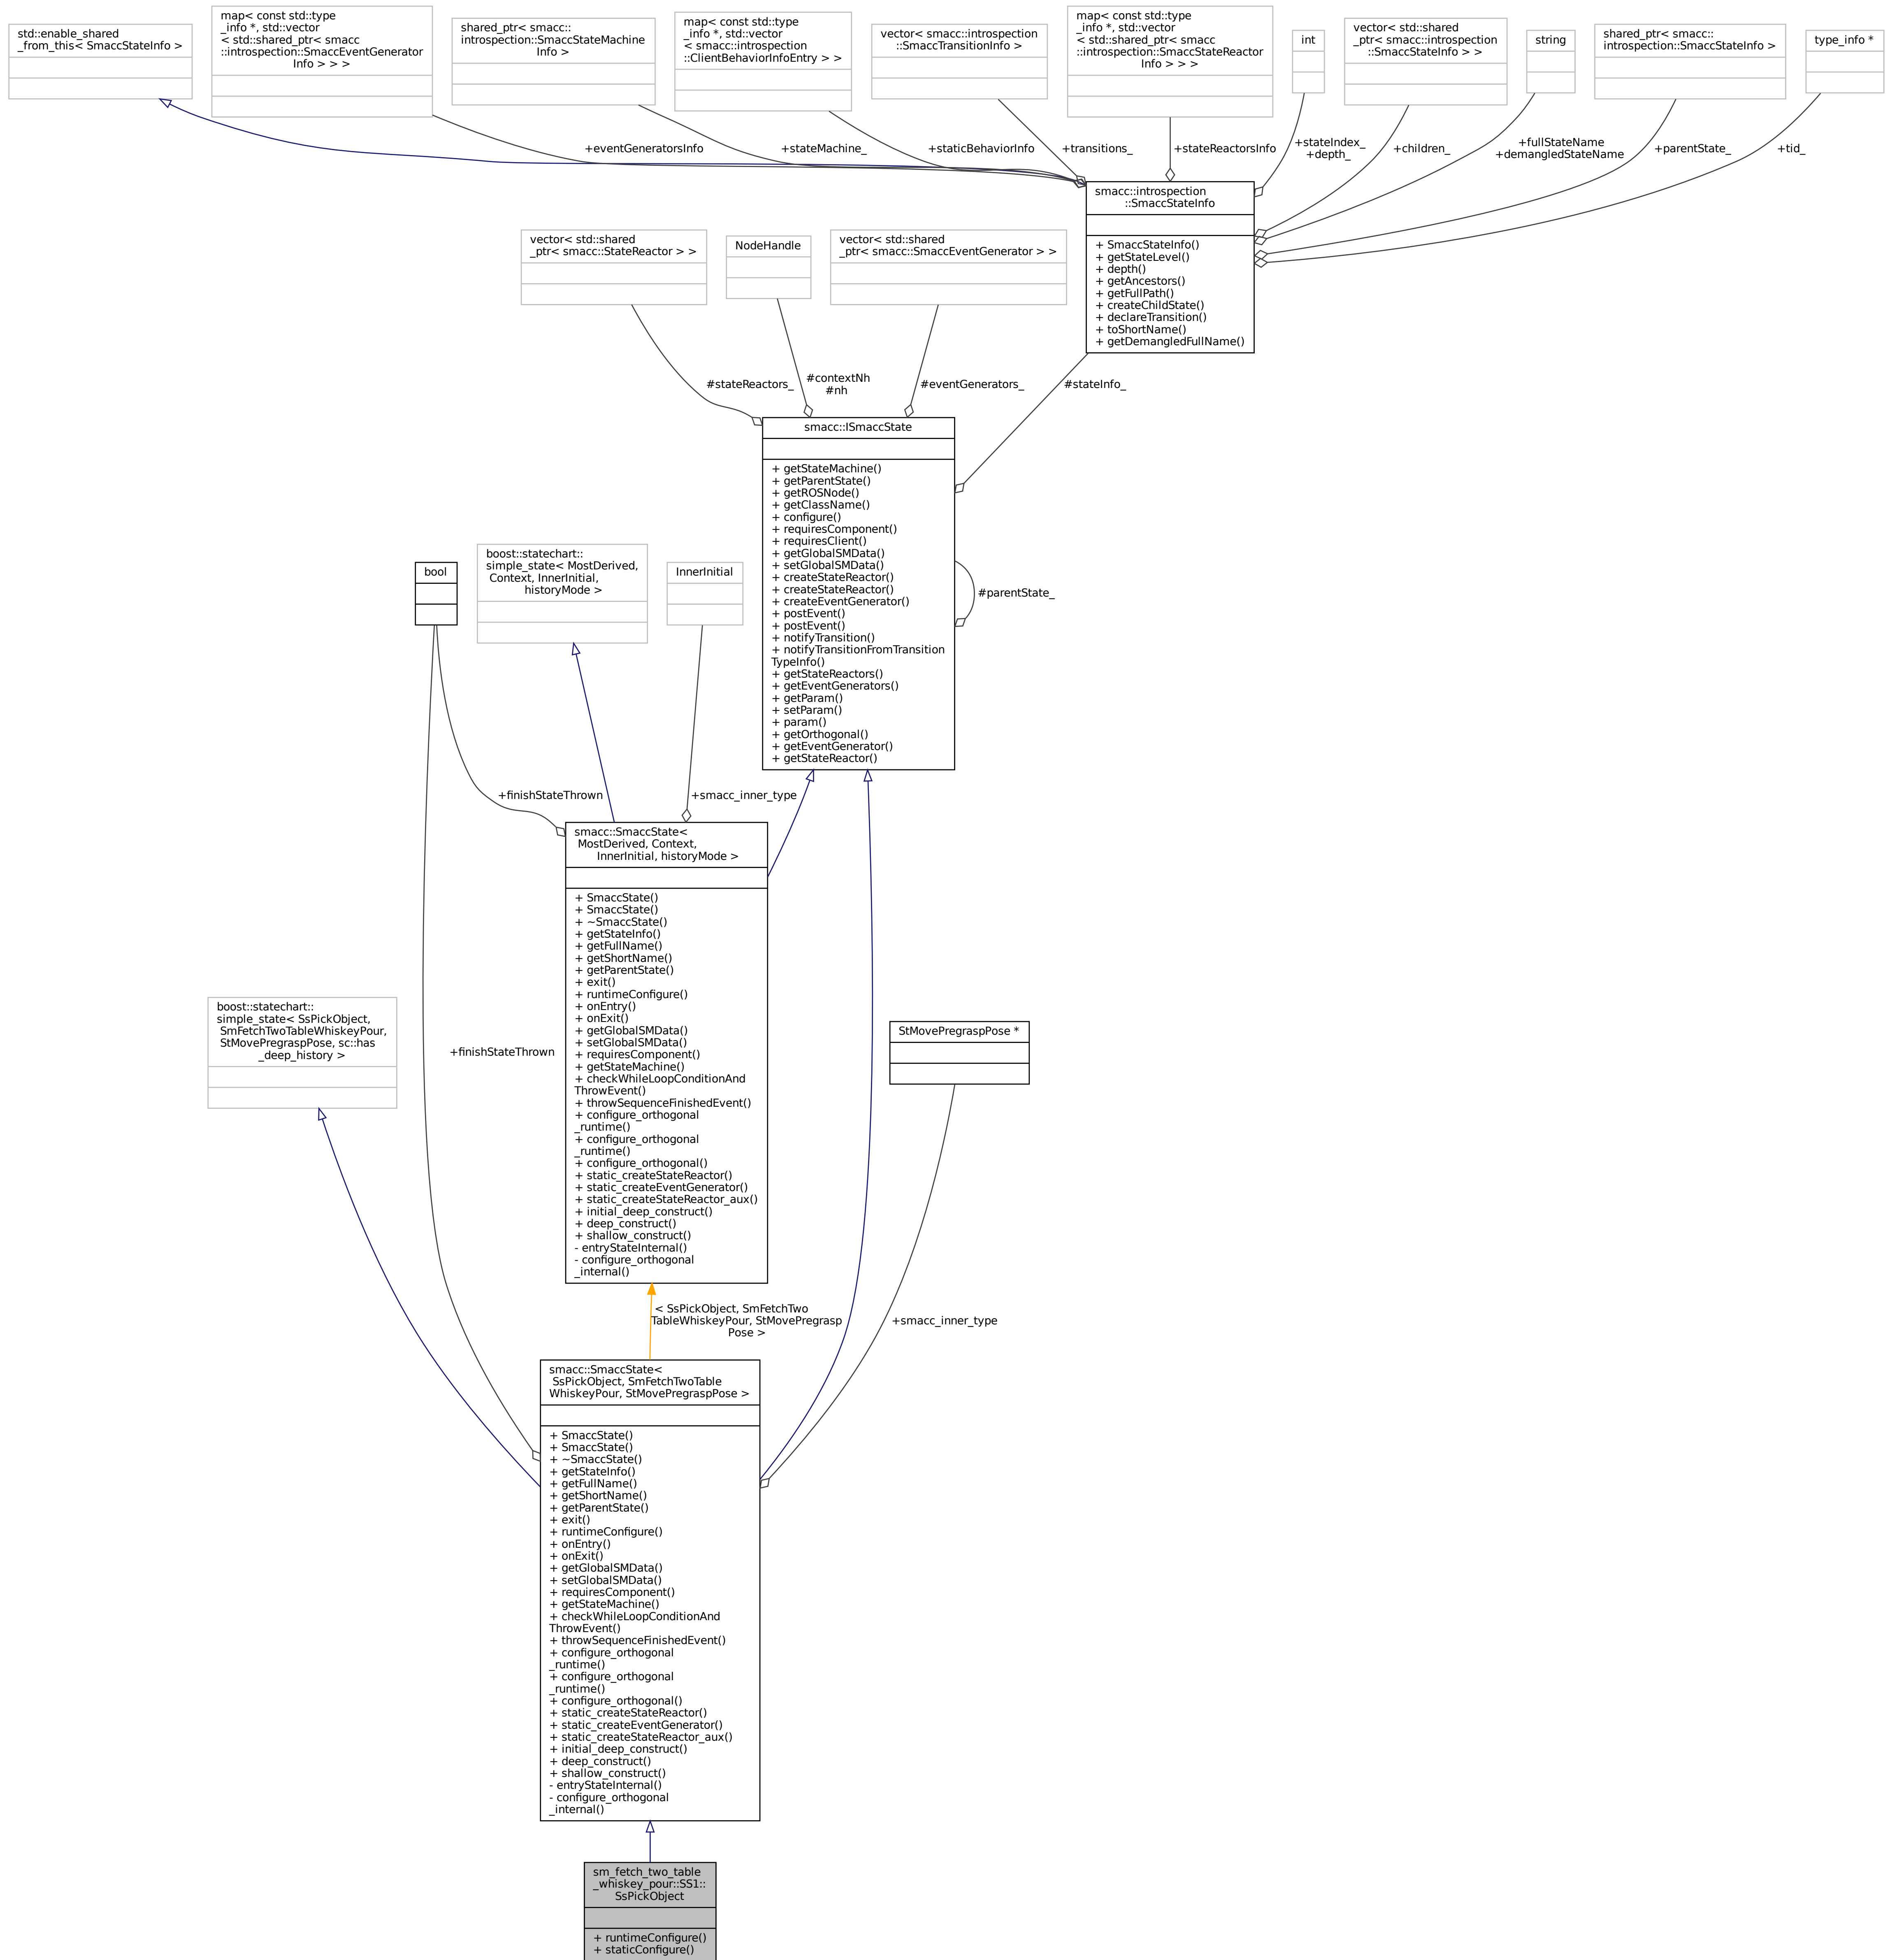 std::enable_shared
_from_this< SmaccStateInfo >
map< const std::type
_info *, std::vector
< std::shared_ptr< smacc
::introspection::SmaccEventGenerator
Info > > >
shared_ptr< smacc::
introspection::SmaccStateMachine
Info >
map< const std::type
_info *, std::vector
< smacc::introspection
::ClientBehaviorInfoEntry > >
vector< smacc::introspection
::SmaccTransitionInfo >
map< const std::type
_info *, std::vector
< std::shared_ptr< smacc
::introspection::SmaccStateReactor
Info > > >
int
vector< std::shared
_ptr< smacc::introspection
::SmaccStateInfo > >
string
shared_ptr< smacc::
introspection::SmaccStateInfo >
type_info *
+eventGeneratorsInfo
+stateMachine_
+staticBehaviorInfo
+transitions_
+stateReactorsInfo
+stateIndex_
+depth_
+children_
+fullStateName
+demangledStateName
+parentState_
+tid_
smacc::introspection
::SmaccStateInfo
+ SmaccStateInfo()
+ getStateLevel()
+ depth()
+ getAncestors()
+ getFullPath()
+ createChildState()
+ declareTransition()
+ toShortName()
+ getDemangledFullName()
vector< std::shared
_ptr< smacc::StateReactor > >
NodeHandle
vector< std::shared
_ptr< smacc::SmaccEventGenerator > >
#stateReactors_
#contextNh
#nh
#eventGenerators_
#stateInfo_
smacc::ISmaccState
+ getStateMachine()
+ getParentState()
+ getROSNode()
+ getClassName()
+ configure()
+ requiresComponent()
+ requiresClient()
+ getGlobalSMData()
+ setGlobalSMData()
+ createStateReactor()
+ createStateReactor()
+ createEventGenerator()
+ postEvent()
+ postEvent()
+ notifyTransition()
+ notifyTransitionFromTransition
TypeInfo()
+ getStateReactors()
+ getEventGenerators()
+ getParam()
+ setParam()
+ param()
+ getOrthogonal()
+ getEventGenerator()
+ getStateReactor()
#parentState_
bool
boost::statechart::
simple_state< MostDerived,
Context, InnerInitial,
historyMode >
InnerInitial
+finishStateThrown
+smacc_inner_type
smacc::SmaccState<
MostDerived, Context,
InnerInitial, historyMode >
+ SmaccState()
+ SmaccState()
+ ~SmaccState()
+ getStateInfo()
+ getFullName()
+ getShortName()
+ getParentState()
+ exit()
+ runtimeConfigure()
+ onEntry()
+ onExit()
+ getGlobalSMData()
+ setGlobalSMData()
+ requiresComponent()
+ getStateMachine()
+ checkWhileLoopConditionAnd
ThrowEvent()
+ throwSequenceFinishedEvent()
+ configure_orthogonal
_runtime()
+ configure_orthogonal
_runtime()
+ configure_orthogonal()
+ static_createStateReactor()
+ static_createEventGenerator()
+ static_createStateReactor_aux()
+ initial_deep_construct()
+ deep_construct()
+ shallow_construct()
- entryStateInternal()
- configure_orthogonal
_internal()
boost::statechart::
simple_state< SsPickObject,
SmFetchTwoTableWhiskeyPour,
StMovePregraspPose, sc::has
_deep_history >
+finishStateThrown
StMovePregraspPose *
< SsPickObject, SmFetchTwo
TableWhiskeyPour, StMovePregrasp
Pose >
+smacc_inner_type
smacc::SmaccState<
SsPickObject, SmFetchTwoTable
WhiskeyPour, StMovePregraspPose >
+ SmaccState()
+ SmaccState()
+ ~SmaccState()
+ getStateInfo()
+ getFullName()
+ getShortName()
+ getParentState()
+ exit()
+ runtimeConfigure()
+ onEntry()
+ onExit()
+ getGlobalSMData()
+ setGlobalSMData()
+ requiresComponent()
+ getStateMachine()
+ checkWhileLoopConditionAnd
ThrowEvent()
+ throwSequenceFinishedEvent()
+ configure_orthogonal
_runtime()
+ configure_orthogonal
_runtime()
+ configure_orthogonal()
+ static_createStateReactor()
+ static_createEventGenerator()
+ static_createStateReactor_aux()
+ initial_deep_construct()
+ deep_construct()
+ shallow_construct()
- entryStateInternal()
- configure_orthogonal
_internal()
sm_fetch_two_table
_whiskey_pour::SS1::
SsPickObject
+ runtimeConfigure()
+ staticConfigure()